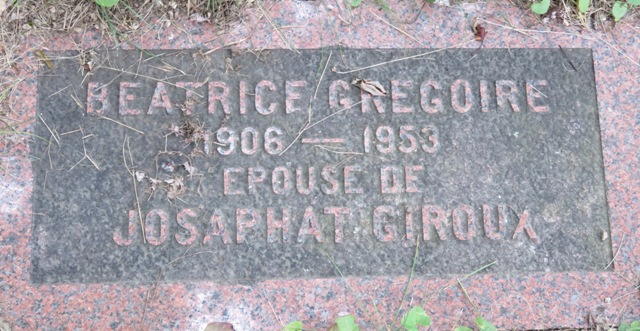 BEATRICE GREGOIRE
1906 — 1953
EPOUSE DE
JOSAPHAT GIROUX